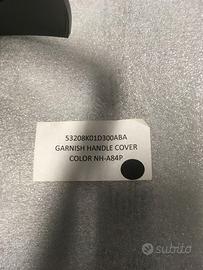 53208K01D300ABA
GARNISH HANDLE COVER
COLOR NH-A84P
subito